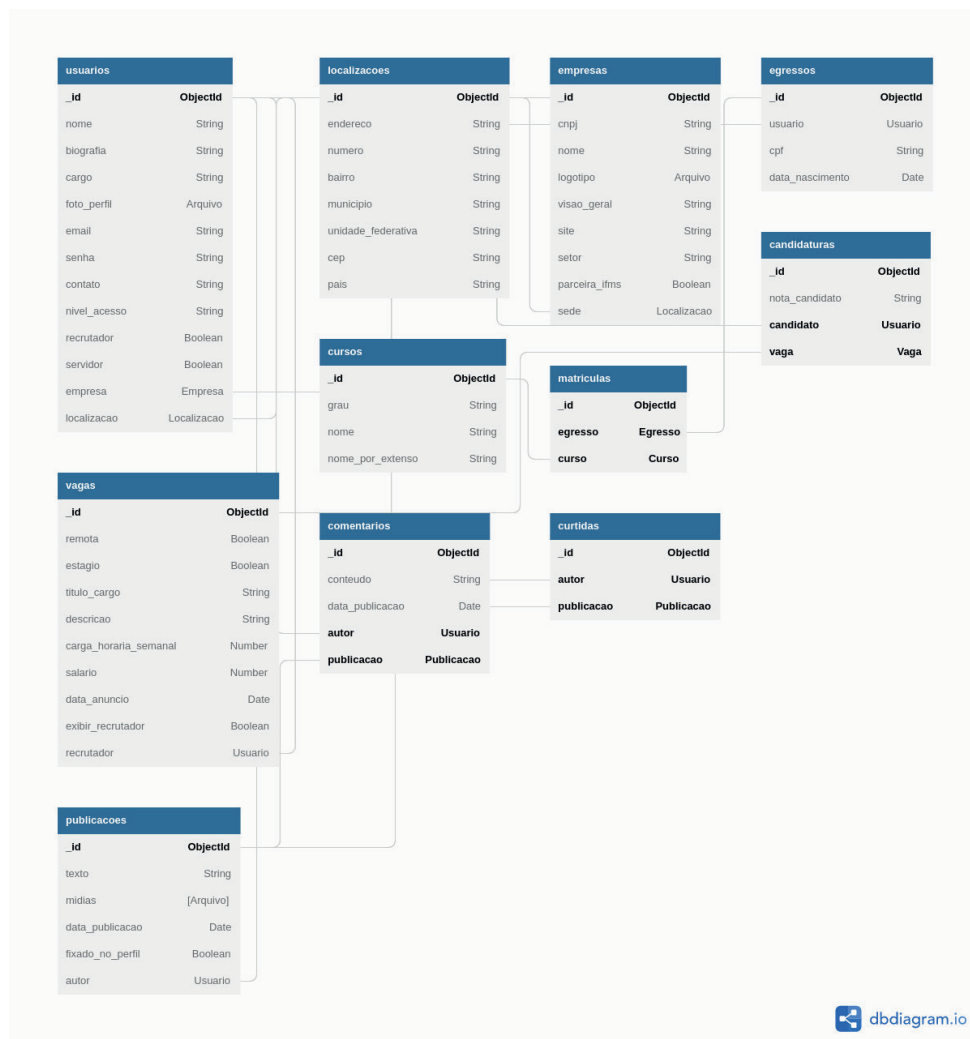 usuarios
_id ObjectId
nome String
biografia String
cargo String
foto_perfil Arquivo
email String
senha String
contato String
nivel_acesso String
recrutador Boolean
servidor Boolean
empresa Empresa
localizacao Localizacao
localizacoes
_id ObjectId
endereco String
numero String
bairro String
municipio String
unidade_federativa String
cep String
pais String
empresas
_id ObjectId
cnpj String
nome String
logotipo Arquivo
visao_geral String
site String
setor String
parceira_ifms Boolean
sede Localizacao
egressos
_id ObjectId
usuario Usuario
cpf String
data_nascimento Date
candidaturas
_id ObjectId
nota_candidato String
candidato Usuario
vaga Vaga
cursos
_id ObjectId
grau String
nome String
nome_por_extenso String
matriculas
_id ObjectId
egresso Egresso
curso Curso
vagas
_id ObjectId
remota Boolean
estagio Boolean
titulo_cargo String
descricao String
carga_horaria_semanal Number
salario Number
data_anuncio Date
exibir_recrutador Boolean
recrutador Usuario
comentarios
_id ObjectId
conteudo String
data_publicacao Date
autor Usuario
publicacao Publicacao
curtidas
_id ObjectId
autor Usuario
publicacao Publicacao
publicacoes
_id ObjectId
texto String
midias [Arquivo]
data_publicacao Date
fixado_no_perfil Boolean
autor Usuario
dbdiagram.io